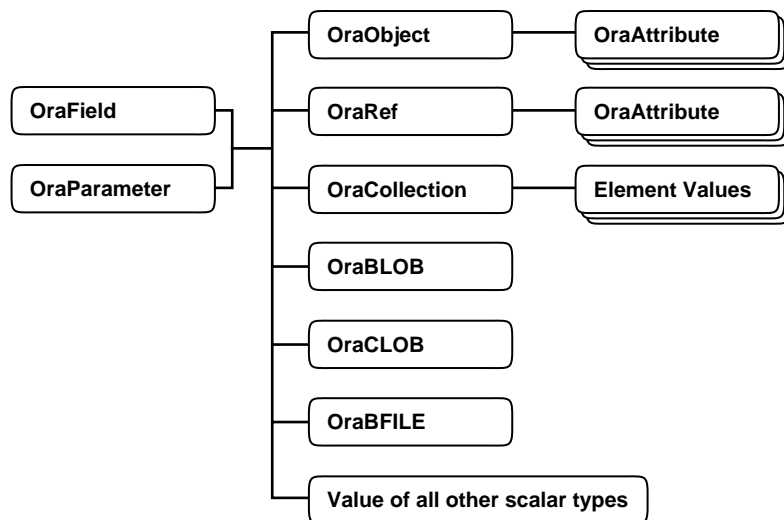 OraField
OraParameter
OraObject
OraAttribute
OraRef
OraAttribute
OraCollection
Element Values
OraBLOB
OraCLOB
OraBFILE
Value of all other scalar types